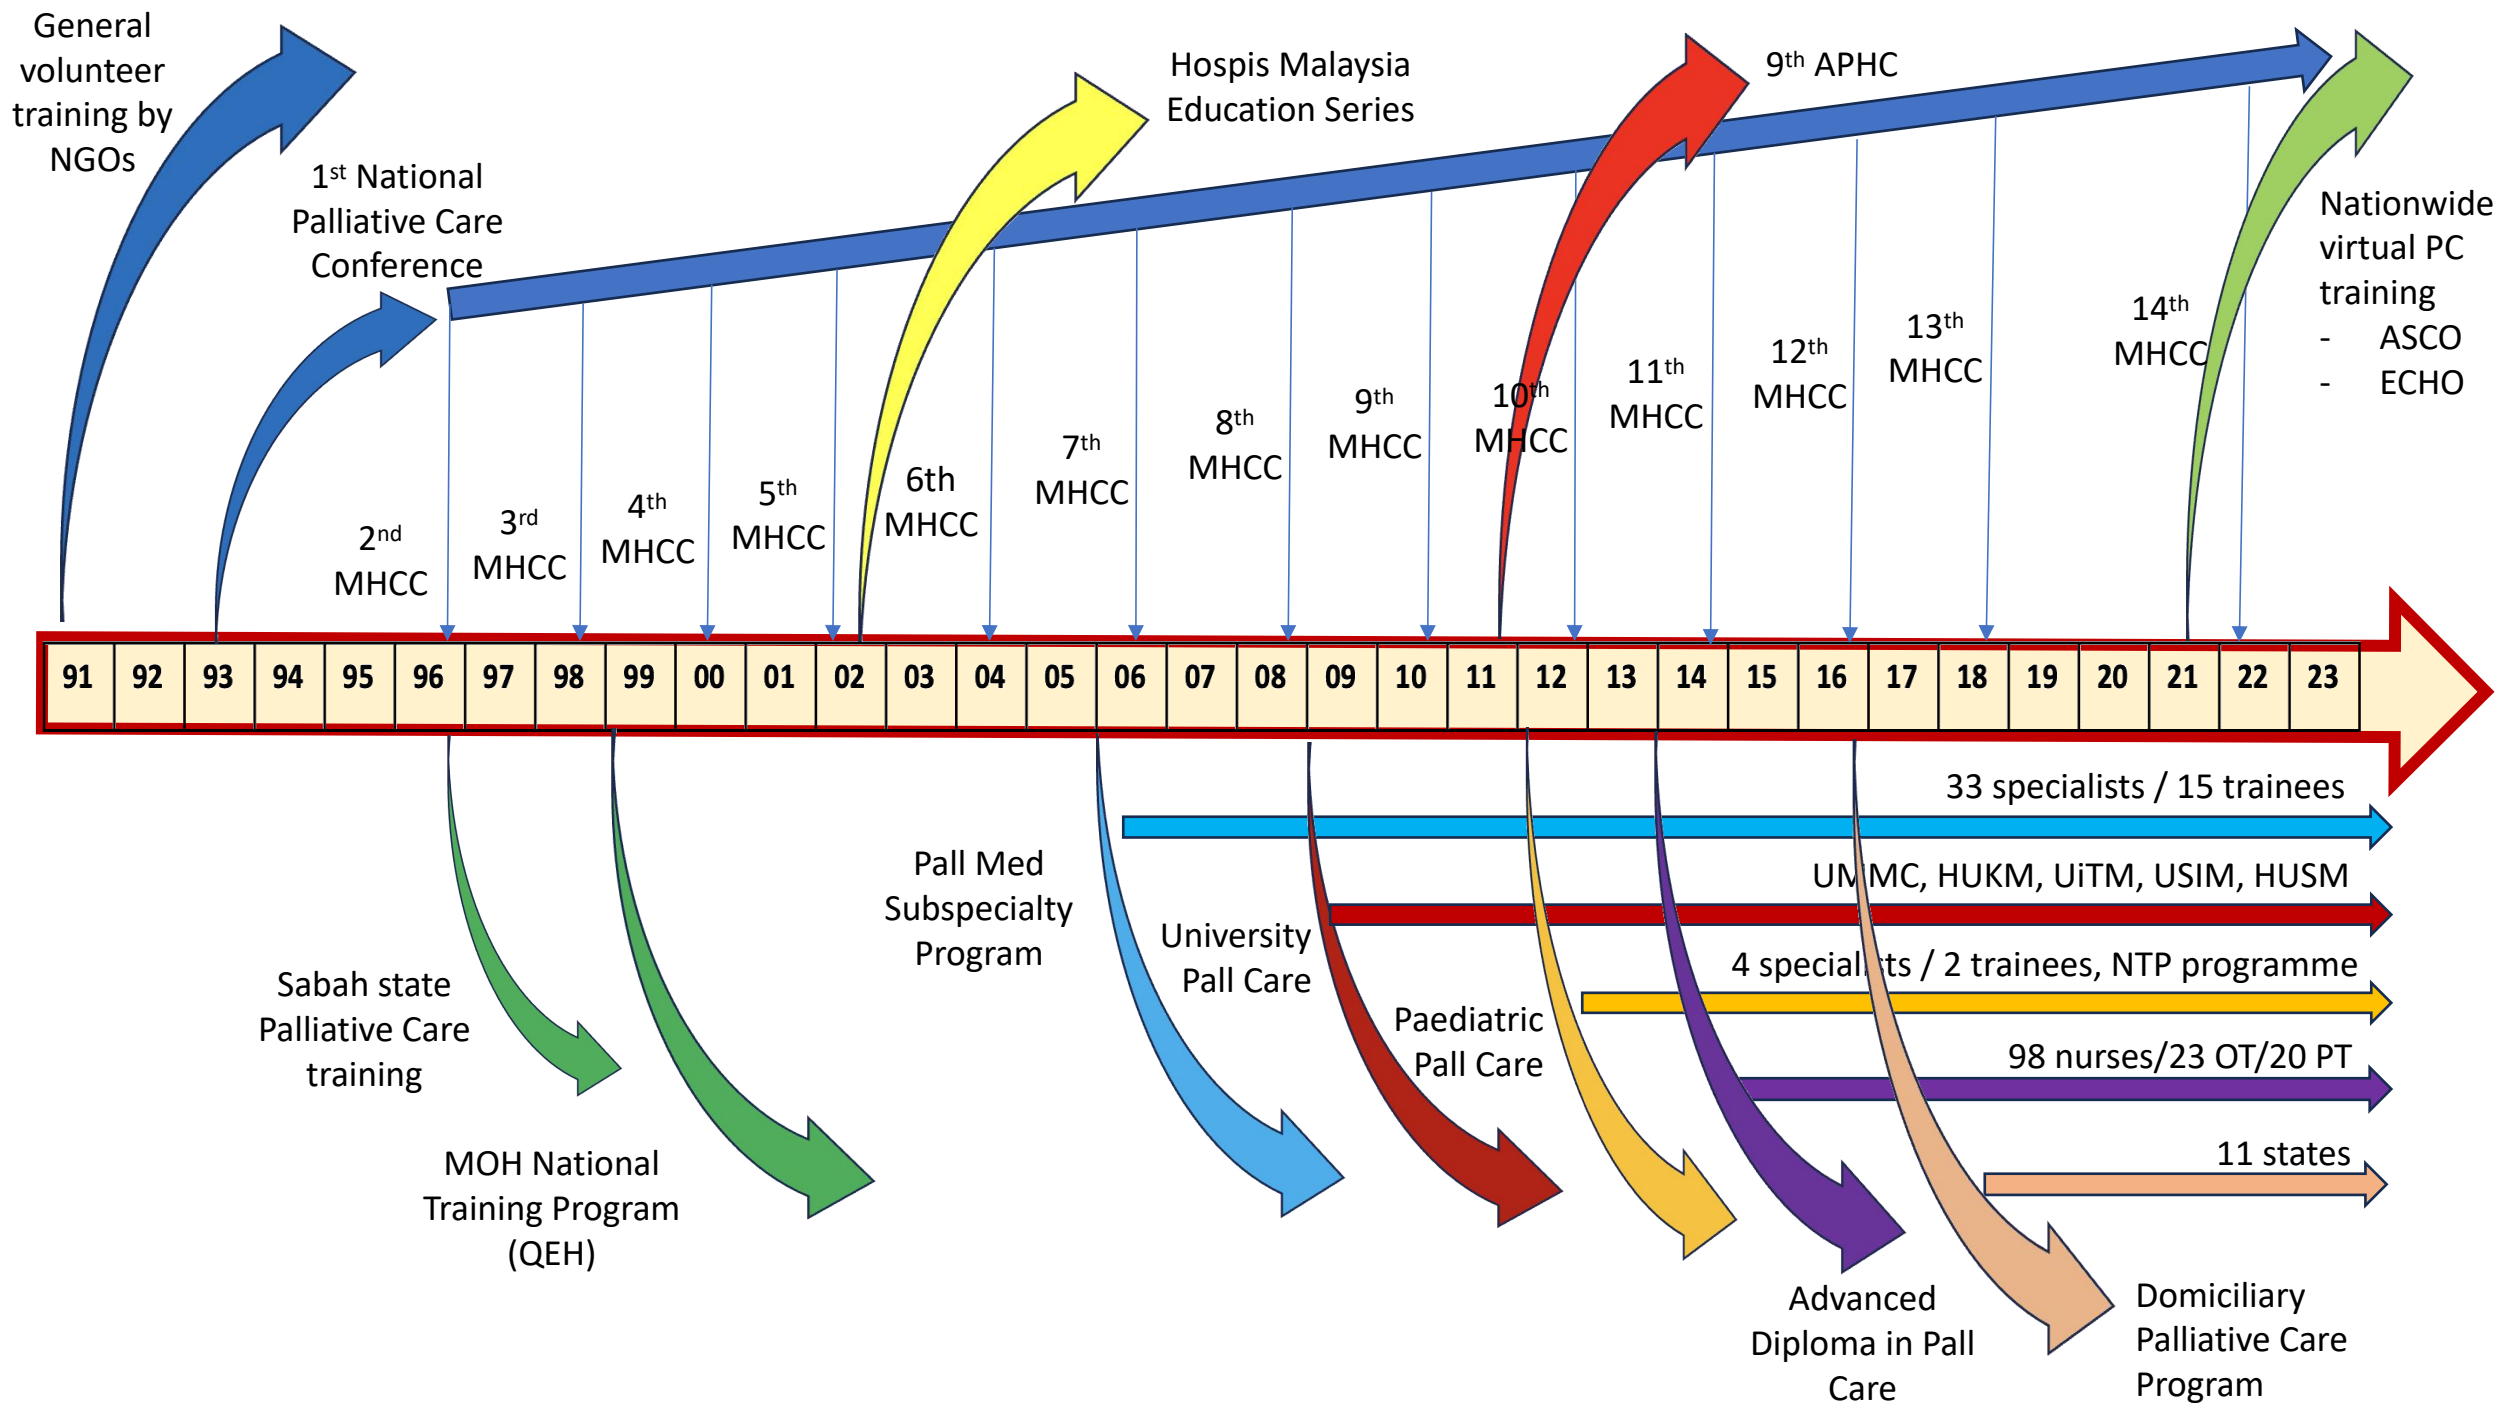 General
volunteer
training by
NGOs
1st National
Palliative Care
Conference
Hospis Malaysia
Education Series
9th APHC
Nationwide
virtual PC
training
- ASCO
- ECHO
2nd
MHCC
3rd
MHCC
4th
MHCC
5th
MHCC
6th
MHCC
7th
MHCC
8th
MHCC
9th
MHCC
10th
MHCC
11th
MHCC
12th
MHCC
13th
MHCC
14th
MHCC
91 92 93 94 95 96 97 98 99 00 01 02 03 04 05 06 07 08 09 10 11 12 13 14 15 16 17 18 19 20 21 22 23
Sabah state
Palliative Care
training
MOH National
Training Program
(QEH)
Pall Med
Subspecialty
Program
University
Pall Care
Paediatric
Pall Care
Advanced
Diploma in Pall
Care
Domiciliary
Palliative Care
Program
33 specialists / 15 trainees
UMMC, HUKM, UiTM, USIM, HUSM
4 specialists / 2 trainees, NTP programme
98 nurses/23 OT/20 PT
11 states